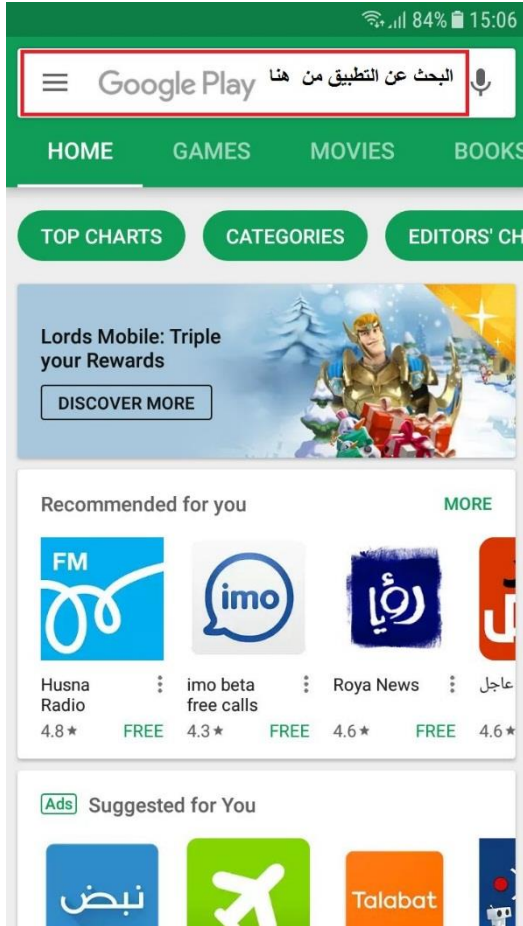 84% 15:06
Google Play البحث عن التطبيق من هنا
HOME GAMES MOVIES BOOKS
TOP CHARTS CATEGORIES EDITORS' CH
Lords Mobile: Triple
your Rewards
DISCOVER MORE
Recommended for you MORE
FM
imo
رؤيا
Husna
Radio
imo beta
free calls
Roya News
عاجل
4.8★ FREE 4.3★ FREE 4.6★ FREE 4.6★
Ads Suggested for You
نبض
Talabat